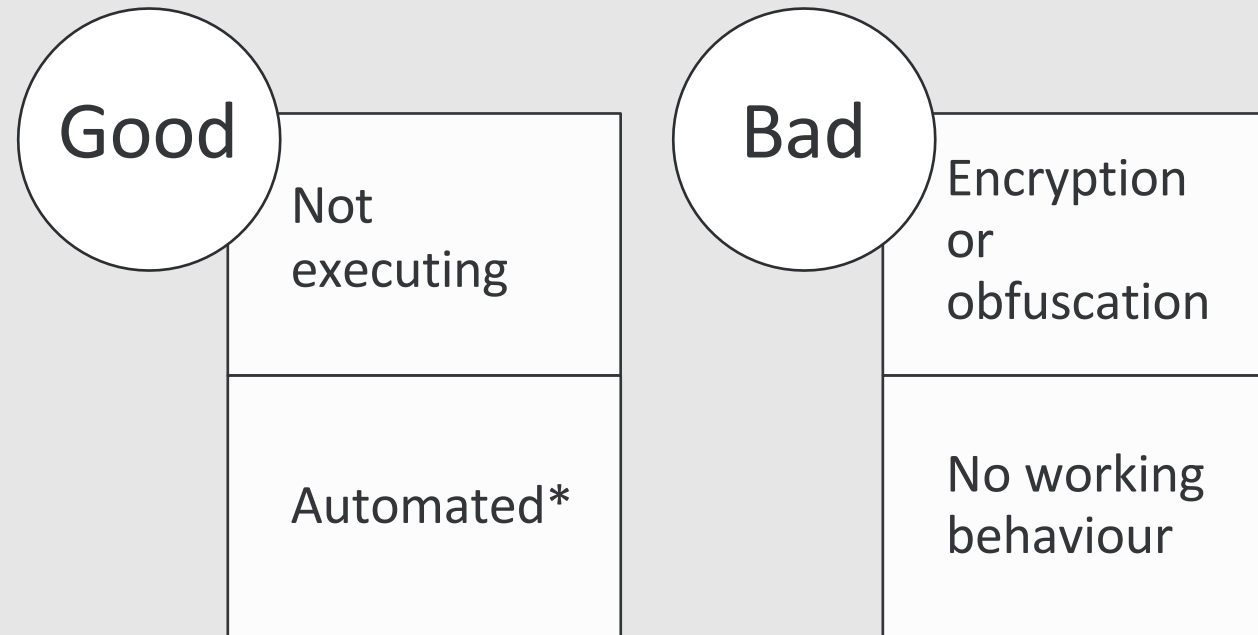 Good
Not
executing
Automated*
Bad
Encryption
or
obfuscation
No working
behaviour